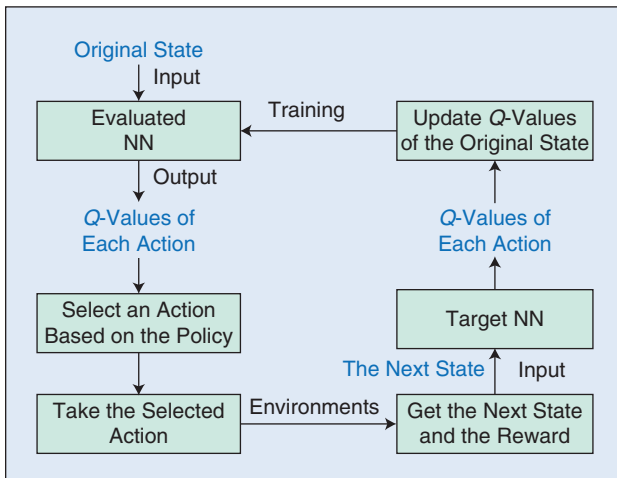 Original State
Input
Evaluated
NN
Training
Update Q-Values
of the Original State
Output
Q-Values of
Each Action
Q-Values of
Each Action
Select an Action
Based on the Policy
Target NN
The Next State
Input
Take the Selected
Action
Environments
Get the Next State
and the Reward